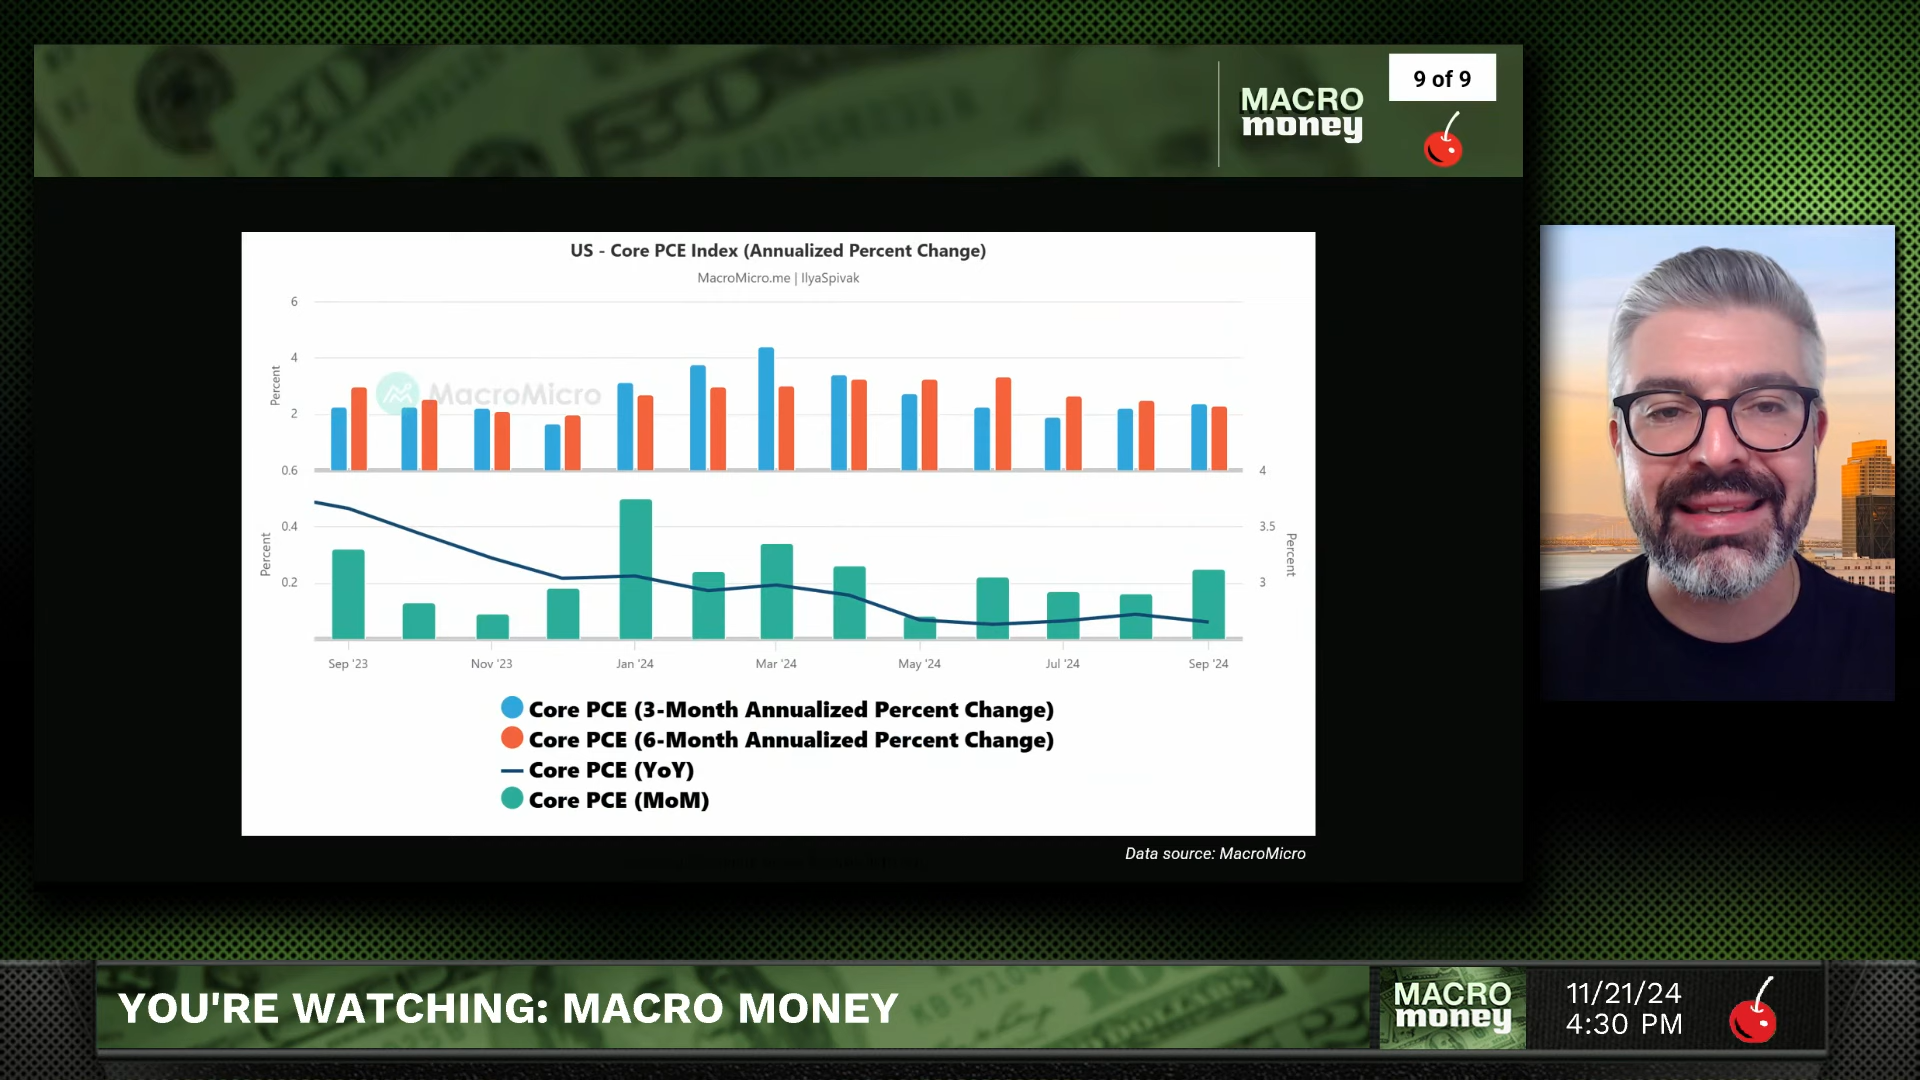 MACRO
money
9 of 9
US - Core PCE Index (Annualized Percent Change)
MacroMicro.me | IlyaSpivak
6
4
2
0.6
Percent
MacroMicro
4
0.4
0.2
Percent
3.5
3
Percent
Sep '23
Nov '23
Jan '24
Mar '24
May '24
Jul '24
Sep '24
Core PCE (3-Month Annualized Percent Change)
Core PCE (6-Month Annualized Percent Change)
Core PCE (YoY)
Core PCE (MoM)
Data source: MacroMicro
YOU'RE WATCHING: MACRO MONEY
MACRO
money
11/21/24
4:30 PM